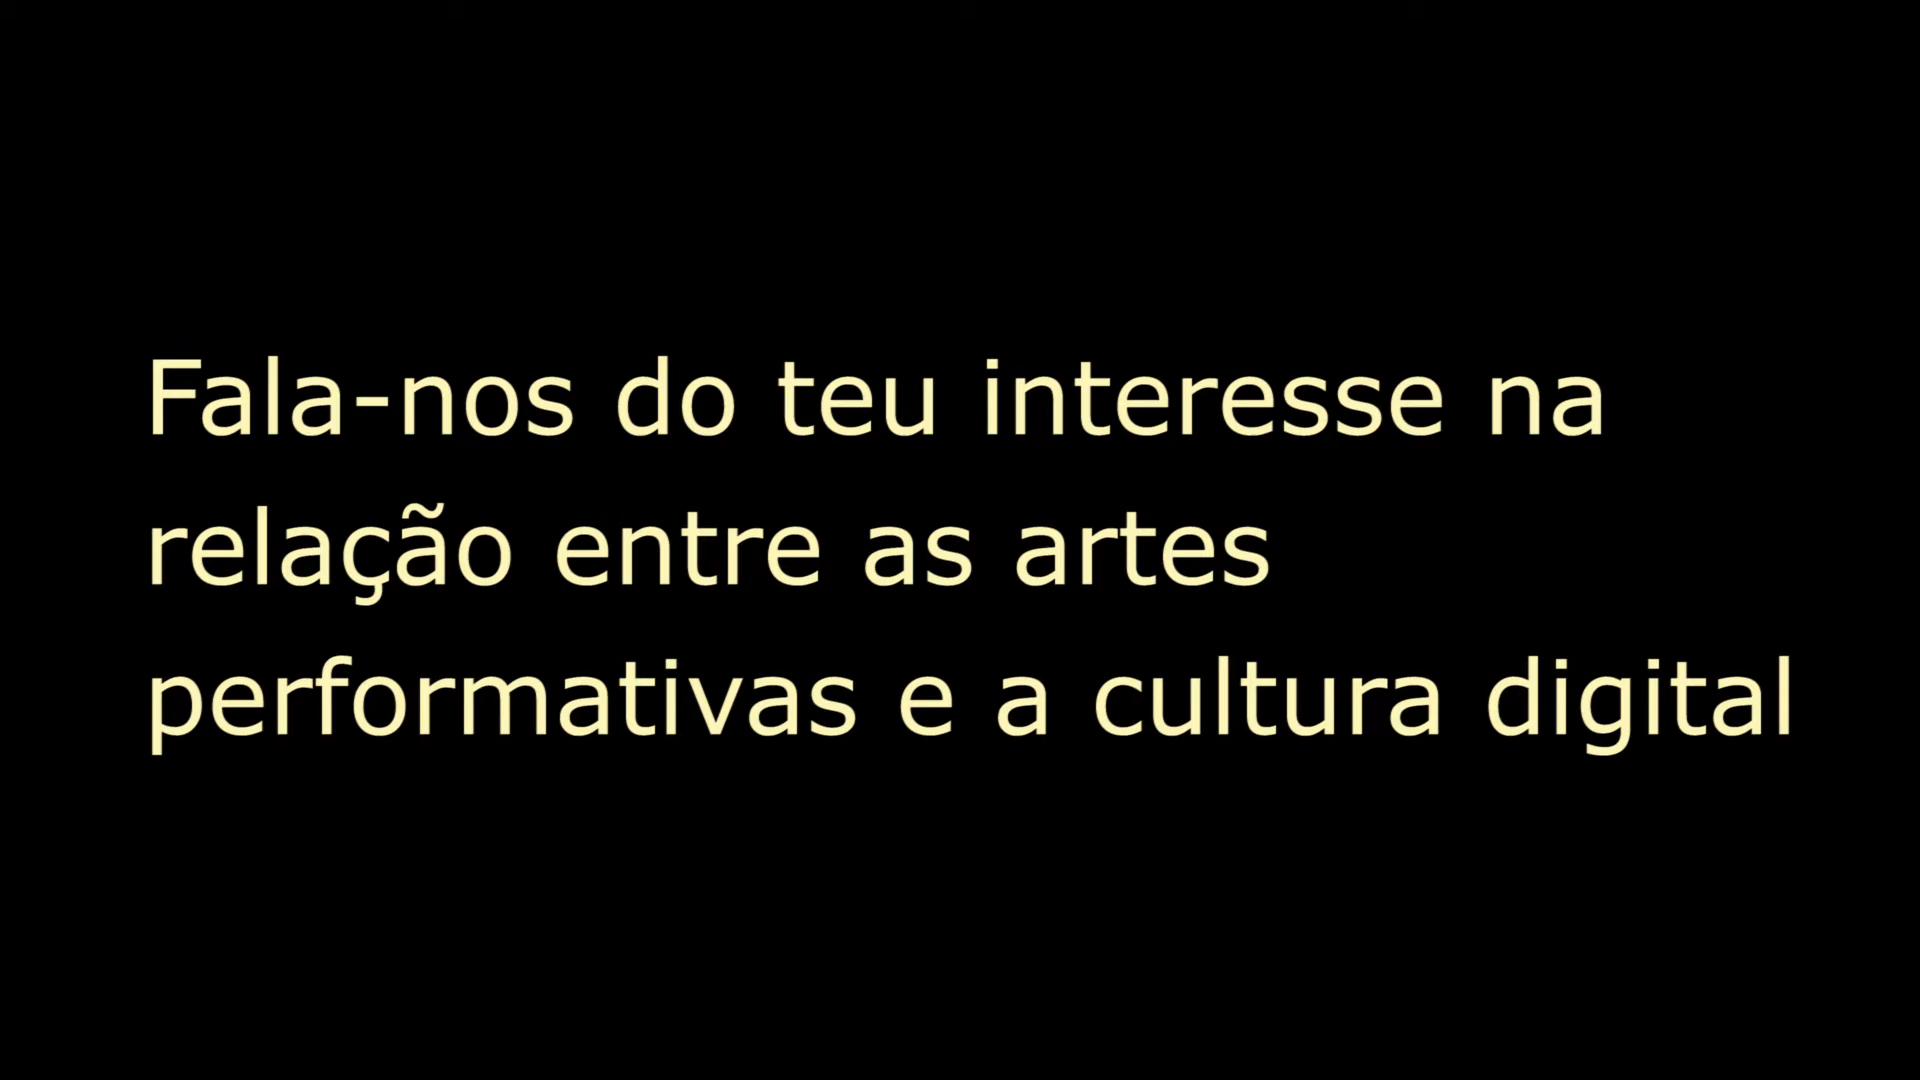 Fala-nos do teu interesse na
relação entre as artes
performativas e a cultura digital